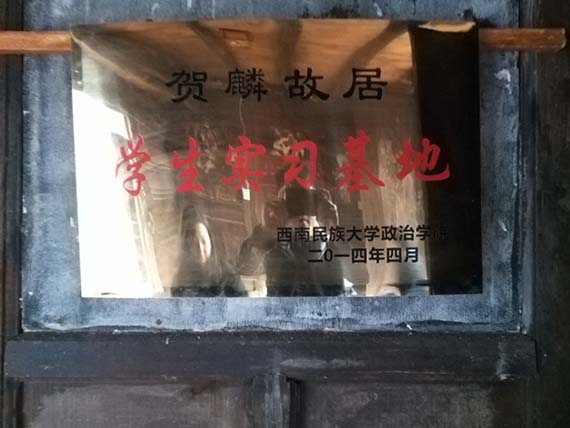 贺麟故居
学生实习基地
西南民族大学政治学院
二0一四年四月